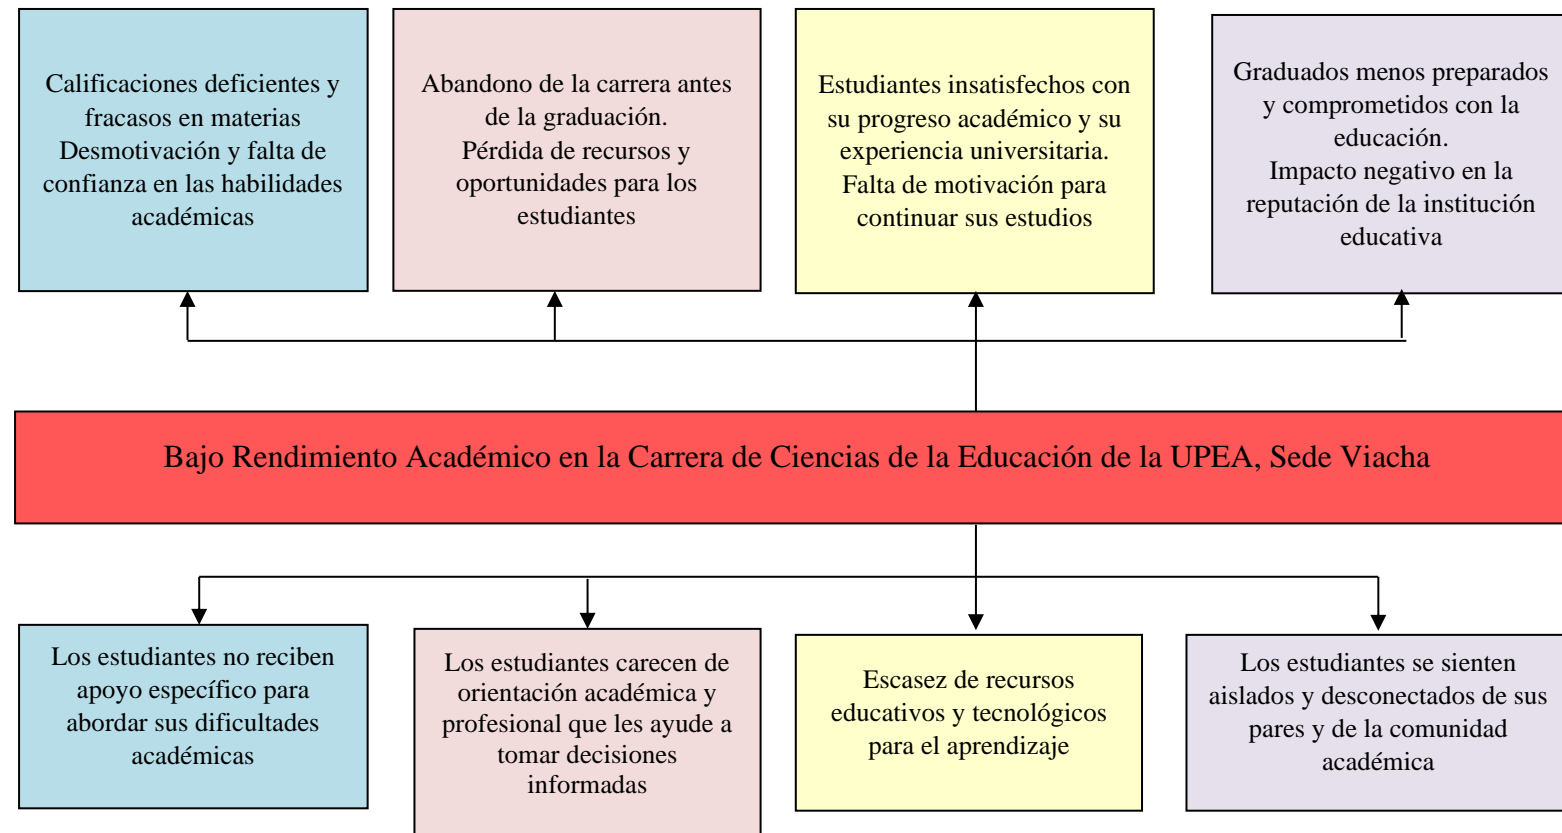 Calificaciones deficientes y
fracasos en materias
Desmotivación y falta de
confianza en las habilidades
académicas
Abandono de la carrera antes
de la graduación.
Pérdida de recursos y
oportunidades para los
estudiantes
Estudiantes insatisfechos con
su progreso académico y su
experiencia universitaria.
Falta de motivación para
continuar sus estudios
Graduados menos preparados
y comprometidos con la
educación.
Impacto negativo en la
reputación de la institución
educativa
Bajo Rendimiento Académico en la Carrera de Ciencias de la Educación de la UPEA, Sede Viacha
Los estudiantes no reciben
apoyo específico para
abordar sus dificultades
académicas
Los estudiantes carecen de
orientación académica y
profesional que les ayude a
tomar decisiones
informadas
Escasez de recursos
educativos y tecnológicos
para el aprendizaje
Los estudiantes se sienten
aislados y desconectados de sus
pares y de la comunidad
académica